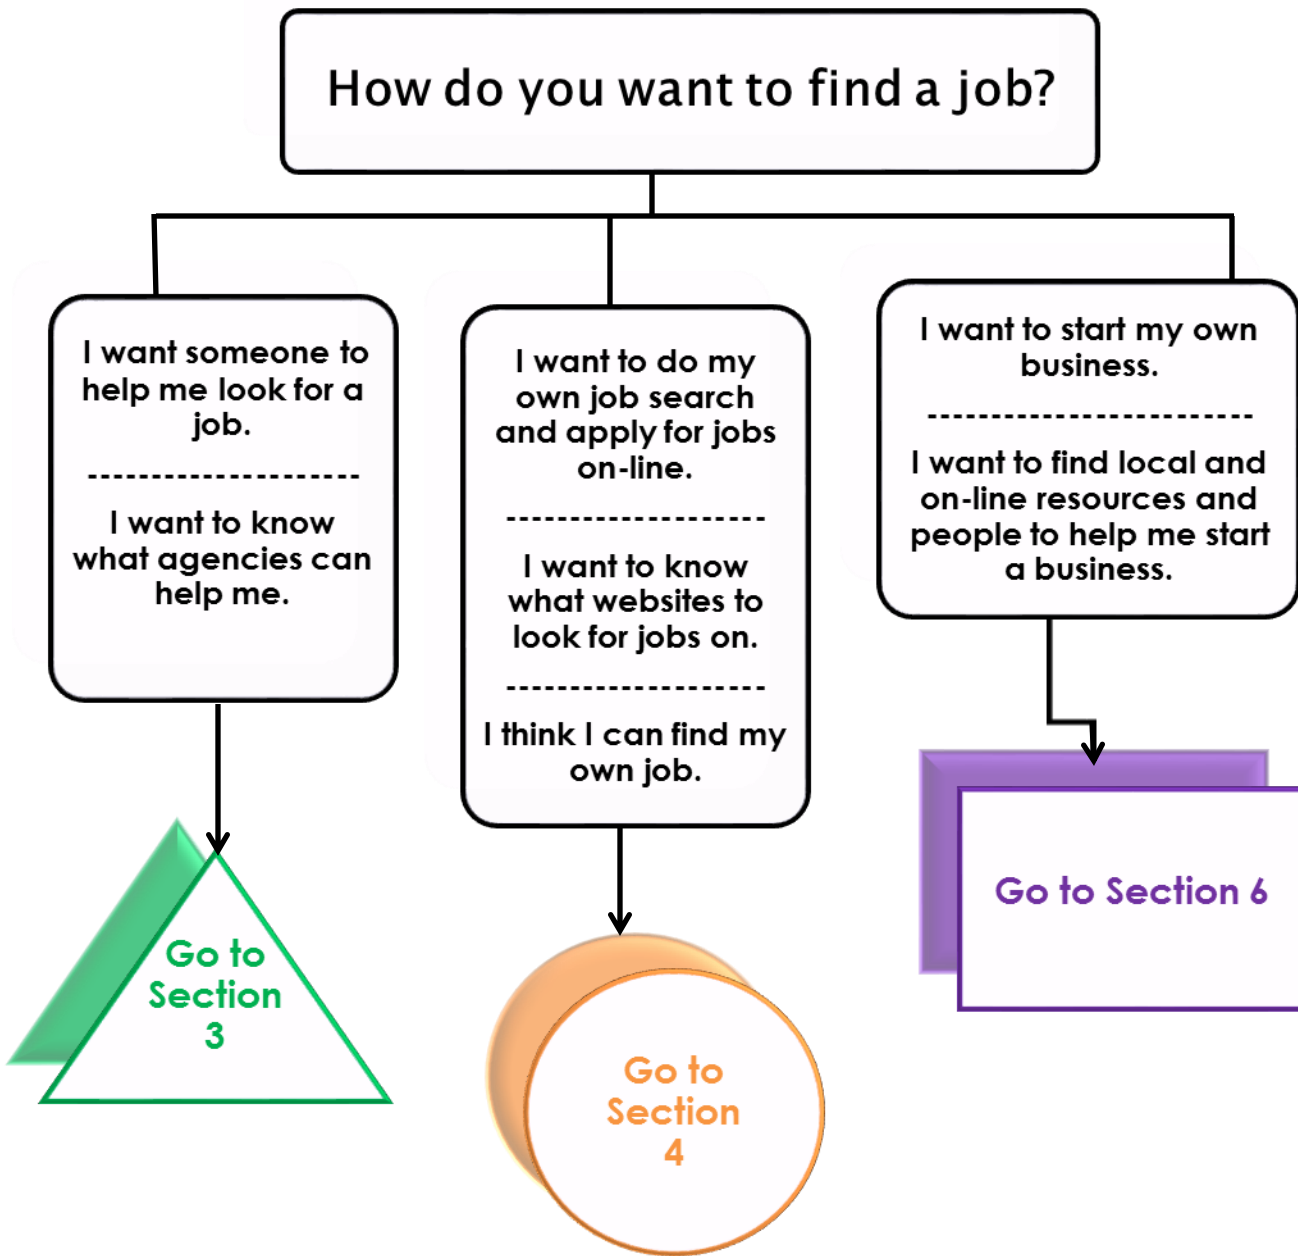 How do you want to find a job?
I want someone to
help me look for a
job.
----------------------
I want to know
what agencies can
help me.
I want to do my
own job search
and apply for jobs
on-line.
---------------------
I want to know
what websites to
look for jobs on.
---------------------
I think I can find my
own job.
I want to start my own
business.
--------------------------
I want to find local and
on-line resources and
people to help me start
a business.
Go to
Section
3
Go to
Section
4
Go to Section 6